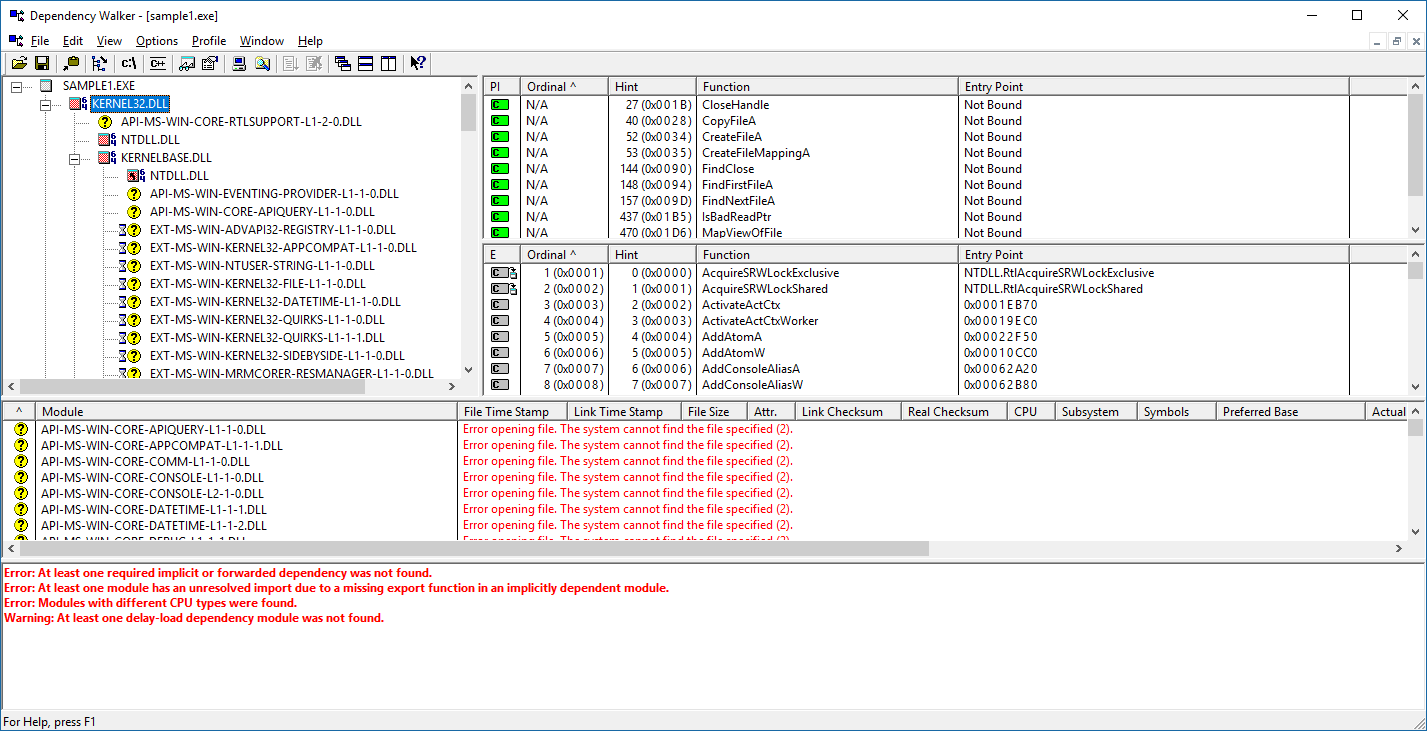 Dependency Walker - [sample1.exe]
File Edit View Options Profile Window Help
c:\ C++
SAMPLE1.EXE
KERNEL32.DLL
API-MS-WIN-CORE-RTLSUPPORT-L1-2-0.DLL
NTDLL.DLL
KERNELBASE.DLL
NTDLL.DLL
API-MS-WIN-EVENTING-PROVIDER-L1-1-0.DLL
API-MS-WIN-CORE-APIQUERY-L1-1-0.DLL
EXT-MS-WIN-ADVAPI32-REGISTRY-L1-1-0.DLL
EXT-MS-WIN-KERNEL32-APPCOMPAT-L1-1-0.DLL
EXT-MS-WIN-NTUSER-STRING-L1-1-0.DLL
EXT-MS-WIN-KERNEL32-FILE-L1-1-0.DLL
EXT-MS-WIN-KERNEL32-DATETIME-L1-1-0.DLL
EXT-MS-WIN-KERNEL32-QUIRKS-L1-1-0.DLL
EXT-MS-WIN-KERNEL32-QUIRKS-L1-1-1.DLL
EXT-MS-WIN-KERNEL32-SIDEBYSIDE-L1-1-0.DLL
EXT-MS-WIN-MRMCORER-RESMANAGER-L1-1-0.DLL
PI Ordinal ^ Hint Function Entry Point
C N/A 27 (0x001B) CloseHandle Not Bound
C N/A 40 (0x0028) CopyFileA Not Bound
C N/A 52 (0x0034) CreateFileA Not Bound
C N/A 53 (0x0035) CreateFileMappingA Not Bound
C N/A 144 (0x0090) FindClose Not Bound
C N/A 148 (0x0094) FindFirstFileA Not Bound
C N/A 157 (0x009D) FindNextFileA Not Bound
C N/A 437 (0x01B5) IsBadReadPtr Not Bound
C N/A 470 (0x01D6) MapViewOfFile Not Bound
E Ordinal ^ Hint Function Entry Point
C 1 (0x0001) 0 (0x0000) AcquireSRWLockExclusive NTDLL.RtlAcquireSRWLockExclusive
C 2 (0x0002) 1 (0x0001) AcquireSRWLockShared NTDLL.RtlAcquireSRWLockShared
C 3 (0x0003) 2 (0x0002) ActivateActCtx 0x0001EB70
C 4 (0x0004) 3 (0x0003) ActivateActCtxWorker 0x00019EC0
C 5 (0x0005) 4 (0x0004) AddAtomA 0x00022F50
C 6 (0x0006) 5 (0x0005) AddAtomW 0x00010CC0
C 7 (0x0007) 6 (0x0006) AddConsoleAliasA 0x00062A20
C 8 (0x0008) 7 (0x0007) AddConsoleAliasW 0x00062B80
^ Module File Time Stamp Link Time Stamp File Size Attr. Link Checksum Real Checksum CPU Subsystem Symbols Preferred Base Actual
API-MS-WIN-CORE-APIQUERY-L1-1-0.DLL Error opening file. The system cannot find the file specified (2).
API-MS-WIN-CORE-APPCOMPAT-L1-1-1.DLL Error opening file. The system cannot find the file specified (2).
API-MS-WIN-CORE-COMM-L1-1-0.DLL Error opening file. The system cannot find the file specified (2).
API-MS-WIN-CORE-CONSOLE-L1-1-0.DLL Error opening file. The system cannot find the file specified (2).
API-MS-WIN-CORE-CONSOLE-L2-1-0.DLL Error opening file. The system cannot find the file specified (2).
API-MS-WIN-CORE-DATETIME-L1-1-1.DLL Error opening file. The system cannot find the file specified (2).
API-MS-WIN-CORE-DATETIME-L1-1-2.DLL Error opening file. The system cannot find the file specified (2).
API-MS-WIN-CORE-DEBUG-L1-1-1.DLL Error opening file. The system cannot find the file specified (2).
Error: At least one required implicit or forwarded dependency was not found.
Error: At least one module has an unresolved import due to a missing export function in an implicitly dependent module.
Error: Modules with different CPU types were found.
Warning: At least one delay-load dependency module was not found.
For Help, press F1